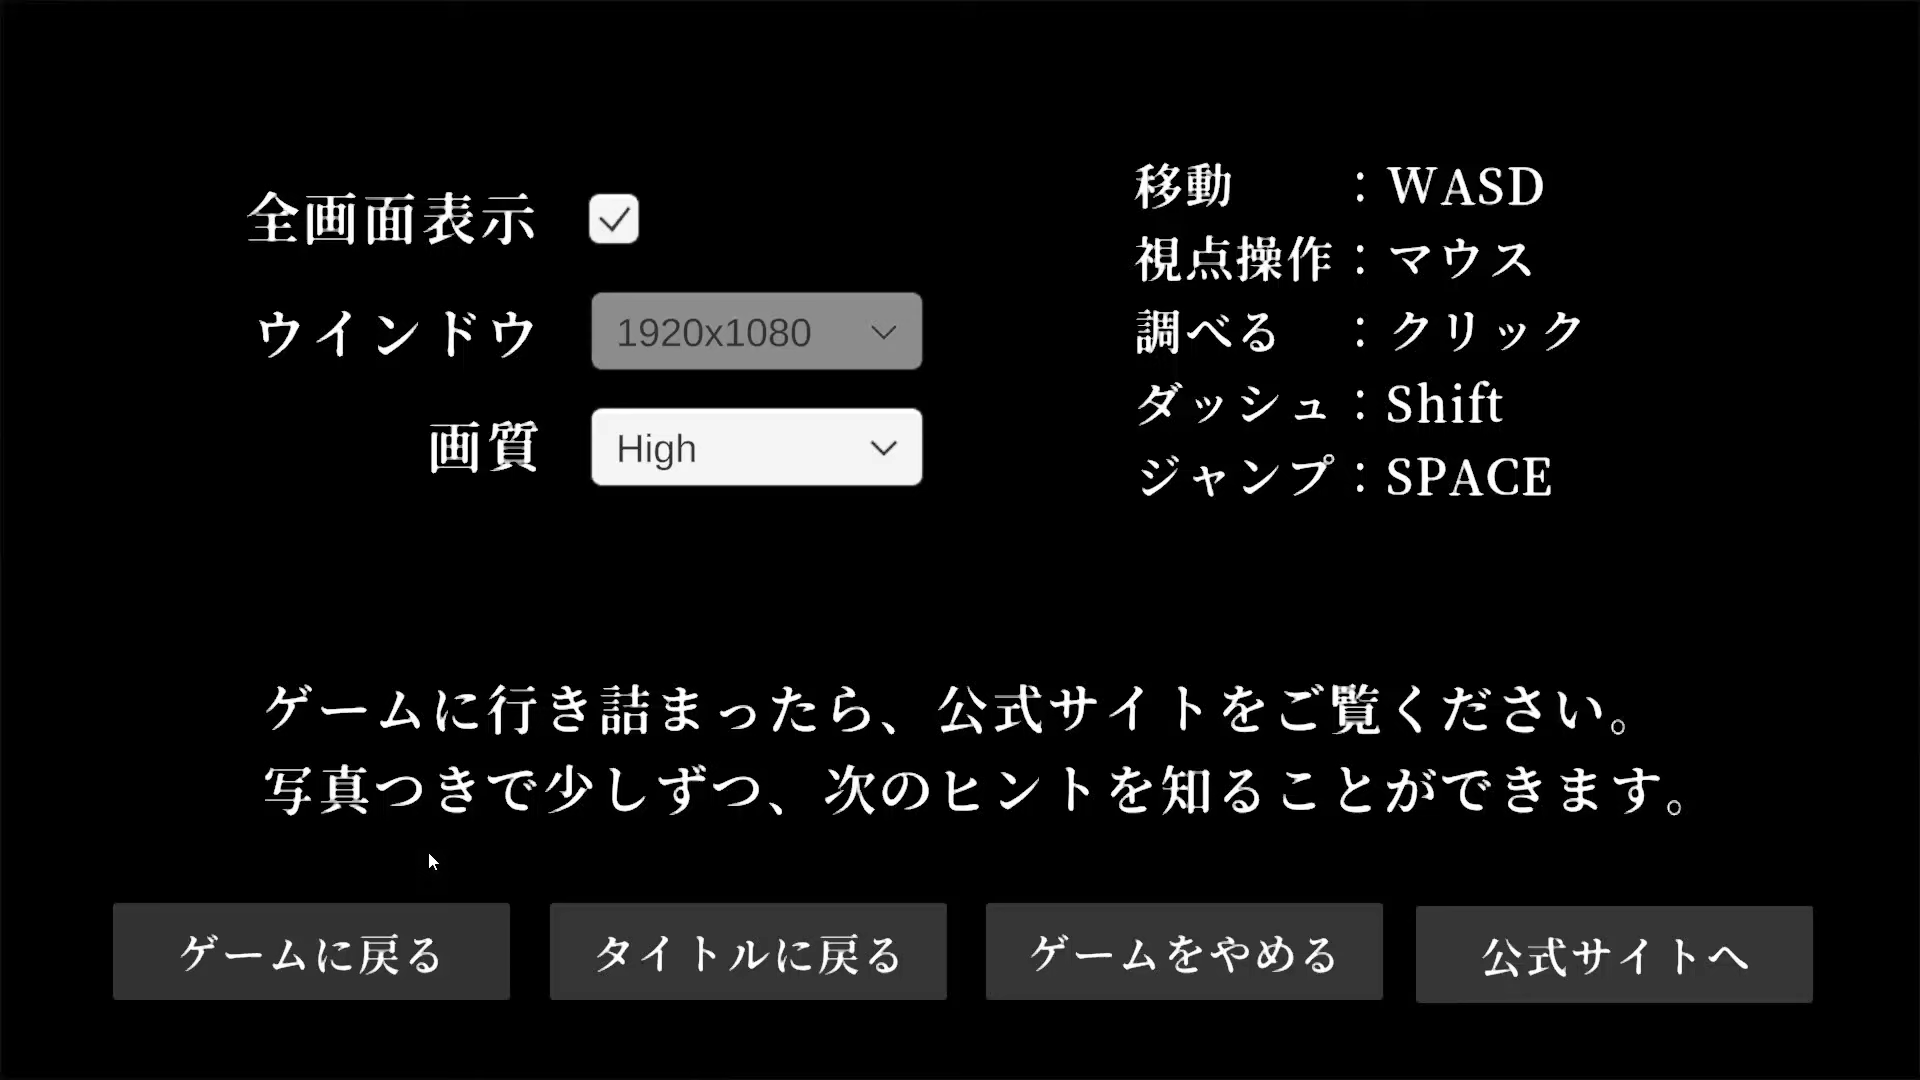 全画面表示
ウインドウ 1920x1080
画質 High
移動 : WASD
視点操作 : マウス
調べる : クリック
ダッシュ : Shift
ジャンプ : SPACE
ゲームに行き詰まったら、公式サイトをご覧ください。
写真つきで少しずつ、次のヒントを知ることができます。
ゲームに戻る
タイトルに戻る
ゲームをやめる
公式サイトへ